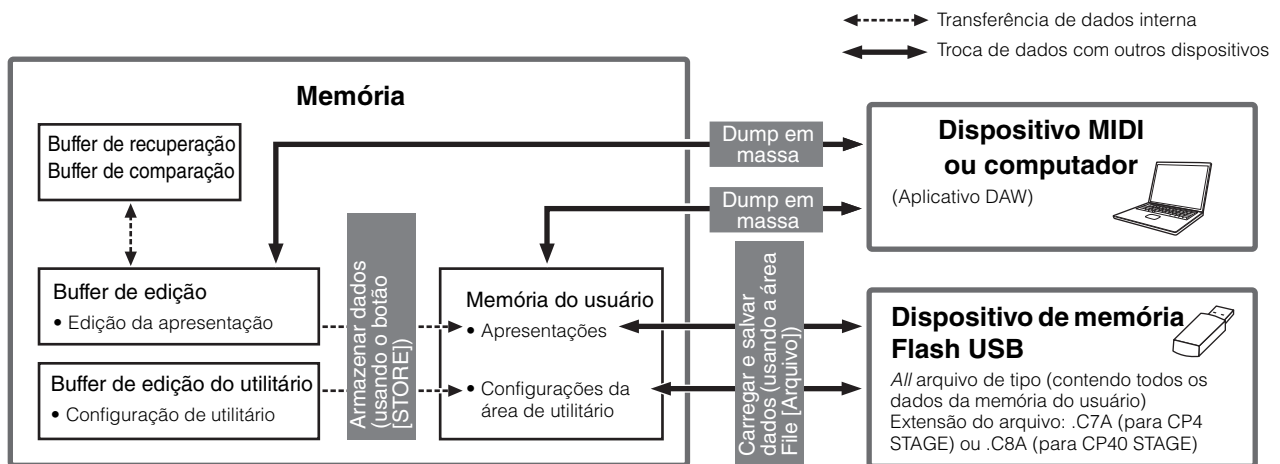 Transferência de dados interna
Troca de dados com outros dispositivos
Memória
Buffer de recuperação
Buffer de comparação
Dump em
massa
Dispositivo MIDI
ou computador
(Aplicativo DAW)
Dump em
massa
Buffer de edição
• Edição da apresentação
Armazenar dados
(usando o botão
[STORE])
Memória do usuário
• Apresentações
• Configurações da
área de utilitário
Buffer de edição do utilitário
• Configuração de utilitário
Carregar e salvar
dados (usando a área
File [Arquivo])
Dispositivo de memória
Flash USB
All arquivo de tipo (contendo todos os
dados da memória do usuário)
Extensão do arquivo: .C7A (para CP4
STAGE) ou .C8A (para CP40 STAGE)